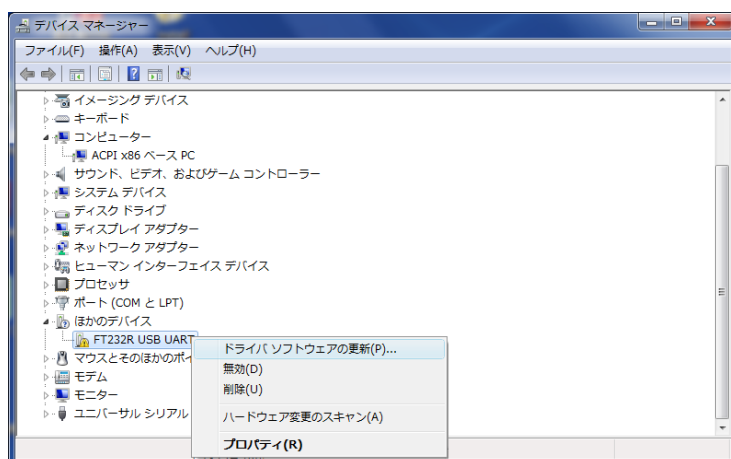 デバイス マネージャー
ファイル(F) 操作(A) 表示(V) ヘルプ(H)
イメージング デバイス
キーボード
コンピューター
ACPI x86 ベース PC
サウンド、ビデオ、およびゲーム コントローラー
システム デバイス
ディスク ドライブ
ディスプレイ アダプター
ネットワーク アダプター
ヒューマン インターフェイス デバイス
プロセッサ
ポート (COM と LPT)
ほかのデバイス
FT232R USB UART
ドライバ ソフトウェアの更新(P)...
マウスとそのほかのポイ
無効(D)
モデム
削除(U)
モニター
ユニバーサル シリアル
ハードウェア変更のスキャン(A)
プロパティ(R)